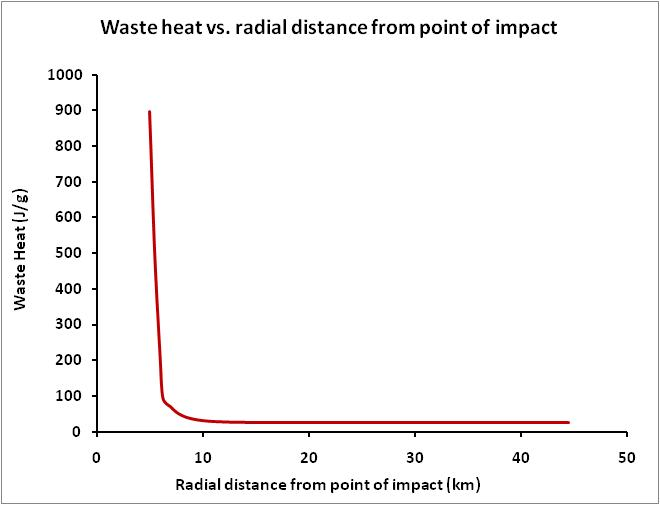 Waste heat vs. radial distance from point of impact
1000
900
800
700
600
500
400
300
200
100
0
Waste Heat (J/g)
0 10 20 30 40 50
Radial distance from point of impact (km)